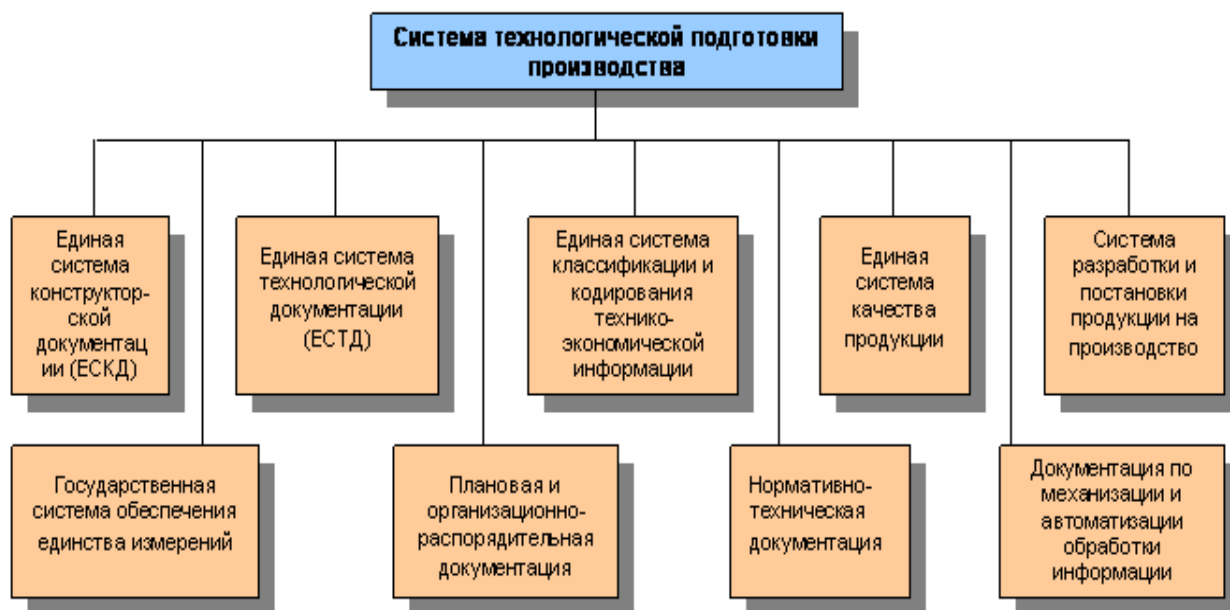 Система технологической подготовки
производства
Единая
система
конструктор-
ской
документац
ии (ЕСКД)
Единая система
технологической
документации
(ЕСТД)
Единая система
классификации и
кодирования
технико-
экономической
информации
Единая
система
качества
продукции
Система
разработки и
постановки
продукции на
производство
Государственная
система обеспечения
единства измерений
Плановая и
организационно-
распорядительная
документация
Нормативно-
техническая
документация
Документация по
механизации и
автоматизации
обработки
информации